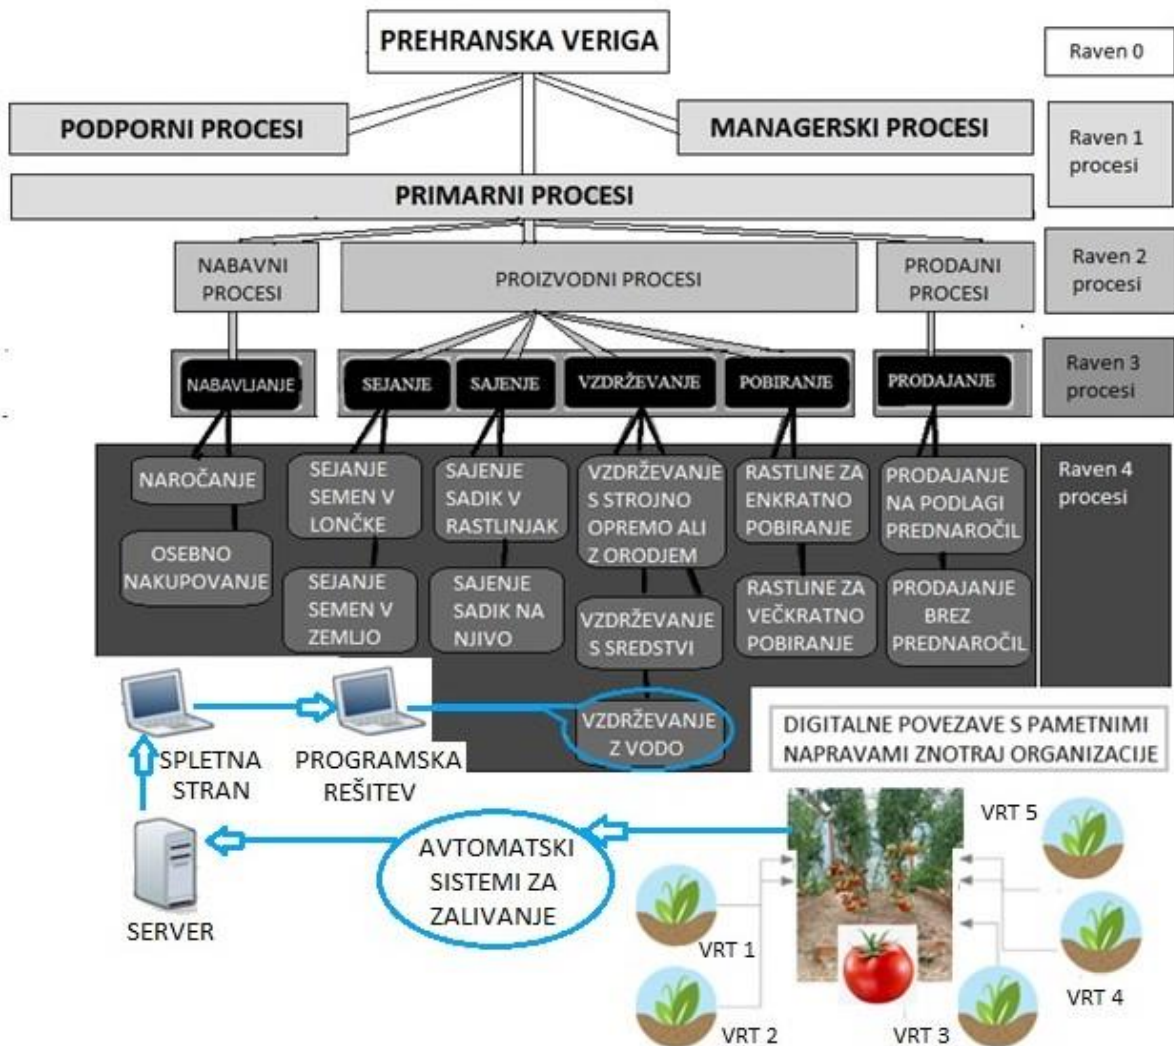 PREHRANSKA VERIGA
Raven 0
PODPORNI PROCESI
MANAGERSKI PROCESI
Raven 1
procesi
PRIMARNI PROCESI
NABAVNI
PROCESI
PROIZVODNI PROCESI
PRODAJNI
PROCESI
Raven 2
procesi
NABAVLJANJE
SEJANJE
SAJENJE
VZDRŽEVANJE
POBIRANJE
PRODAJANJE
Raven 3
procesi
NAROČANJE
OSEBNO
NAKUPOVANJE
SEJANJE
SEMEN V
LONČKE
SEJANJE
SEMEN V
ZEMLJO
SAJENJE
SADIK V
RASTLINJAK
SAJENJE
SADIK NA
NJIVO
VZDRŽEVANJE
S STROJNO
OPREMO ALI
Z ORODJEM
VZDRŽEVANJE
S SREDSTVI
VZDRŽEVANJE
Z VODO
RASTLINE ZA
ENKRATNO
POBIRANJE
RASTLINE ZA
VEČKRATNO
POBIRANJE
PRODAJANJE
NA PODLAGI
PREDNAROČIL
PRODAJANJE
BREZ
PREDNAROČIL
Raven 4
procesi
SPLETNA
STRAN
PROGRAMSKA
REŠITEV
DIGITALNE POVEZAVE S PAMETNIMI
NAPRAVAMI ZNOTRAJ ORGANIZACIJE
SERVER
AVTOMATSKI
SISTEMI ZA
ZALIVANJE
VRT 5
VRT 1
VRT 4
VRT 2
VRT 3